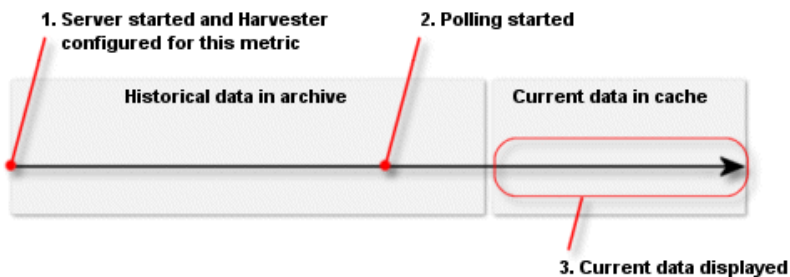 1. Server started and Harvester
configured for this metric
2. Polling started
Historical data in archive
Current data in cache
3. Current data displayed